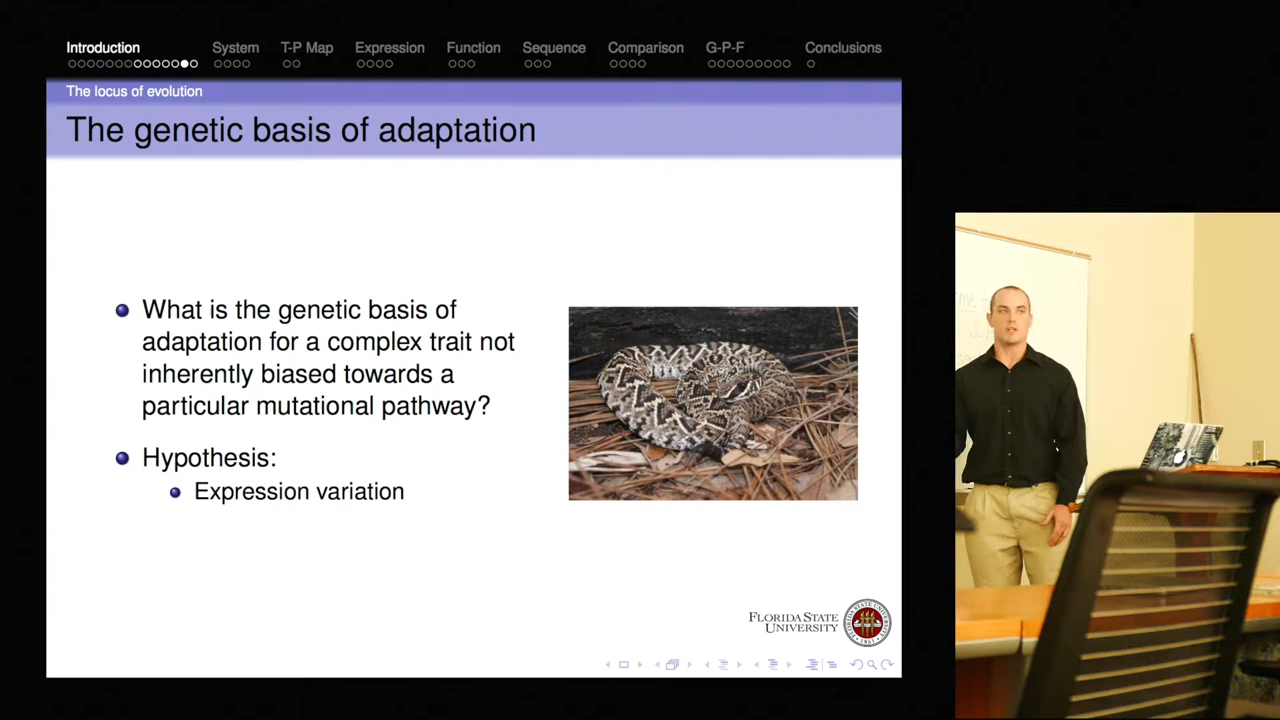 Introduction System T-P Map Expression Function Sequence Comparison G-P-F Conclusions
The locus of evolution
The genetic basis of adaptation
What is the genetic basis of
adaptation for a complex trait not
inherently biased towards a
particular mutational pathway?
Hypothesis:
Expression variation
FLORIDA STATE
UNIVERSITY